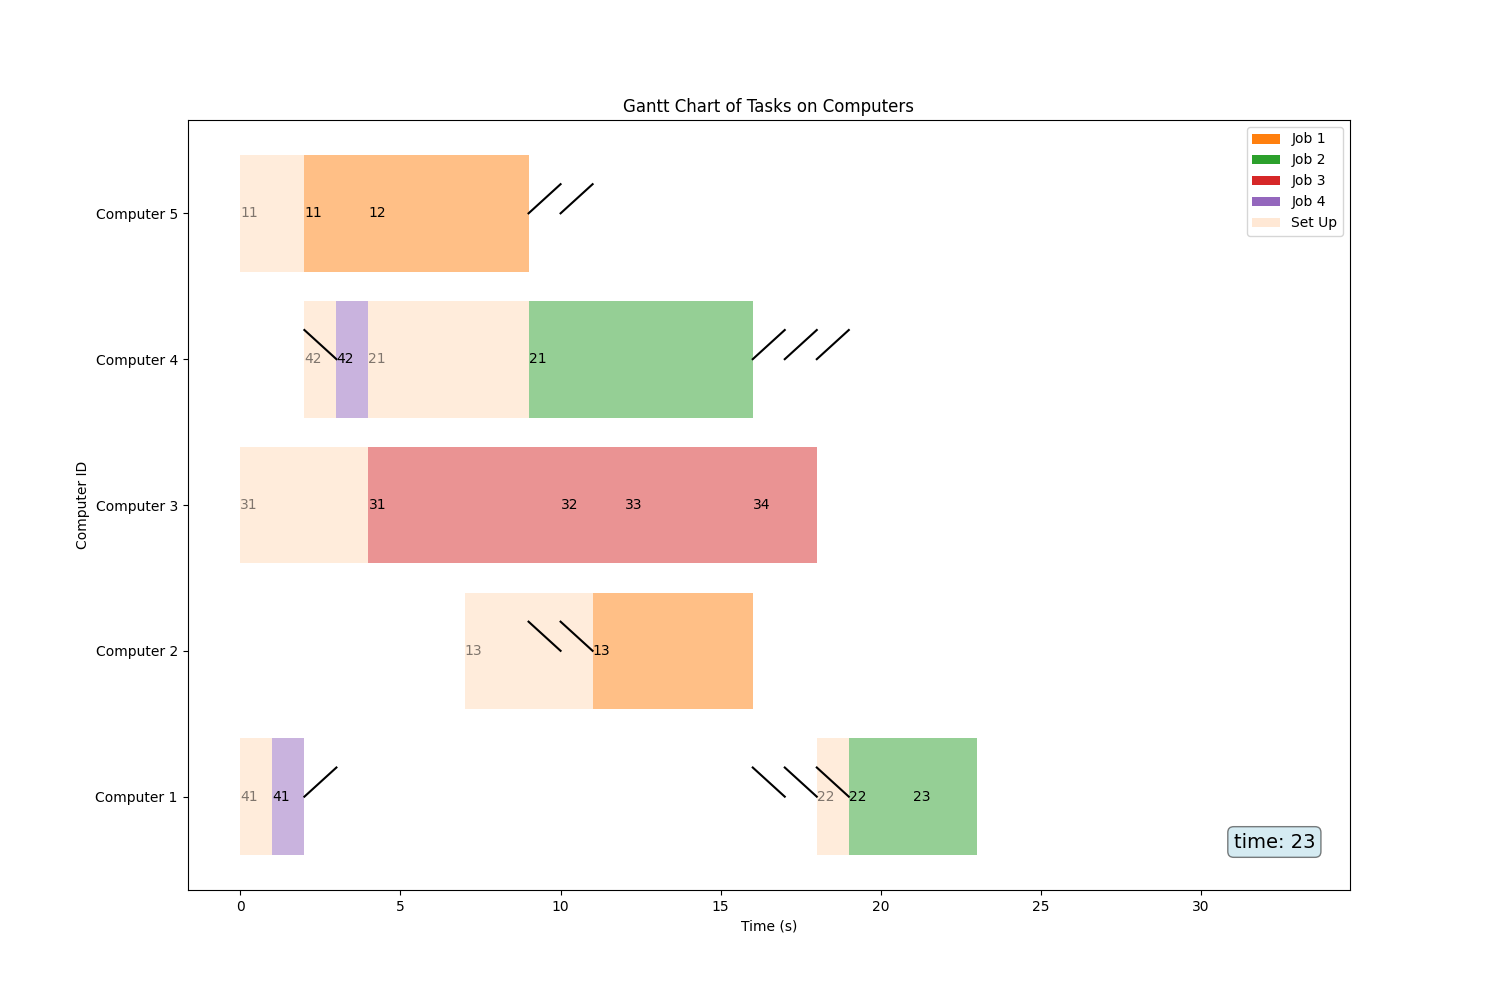 Gantt Chart of Tasks on Computers
Job 1
Job 2
Job 3
Job 4
Set Up
Computer ID
Computer 5
11
11
12
Computer 4
42
42
21
21
Computer 3
31
31
32
33
34
Computer 2
13
13
Computer 1
41
41
22
22
23
time: 23
0
5
10
15
20
25
30
Time (s)